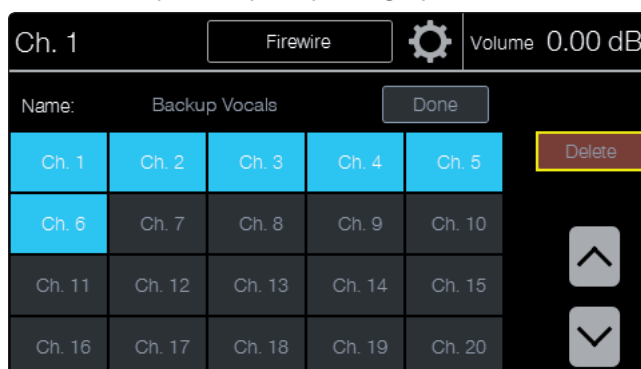 Ch. 1 Firewire Volume 0.00 dB
Name: Backup Vocals Done
Ch. 1 Ch. 2 Ch. 3 Ch. 4 Ch. 5 Delete
Ch. 6 Ch. 7 Ch. 8 Ch. 9 Ch. 10
Ch. 11 Ch. 12 Ch. 13 Ch. 14 Ch. 15
Ch. 16 Ch. 17 Ch. 18 Ch. 19 Ch. 20